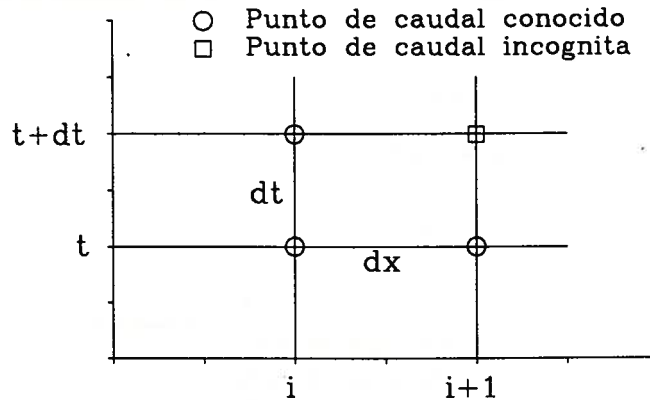 Punto de caudal conocido
Punto de caudal incognita
t+dt
dt
t
dx
i
i+1